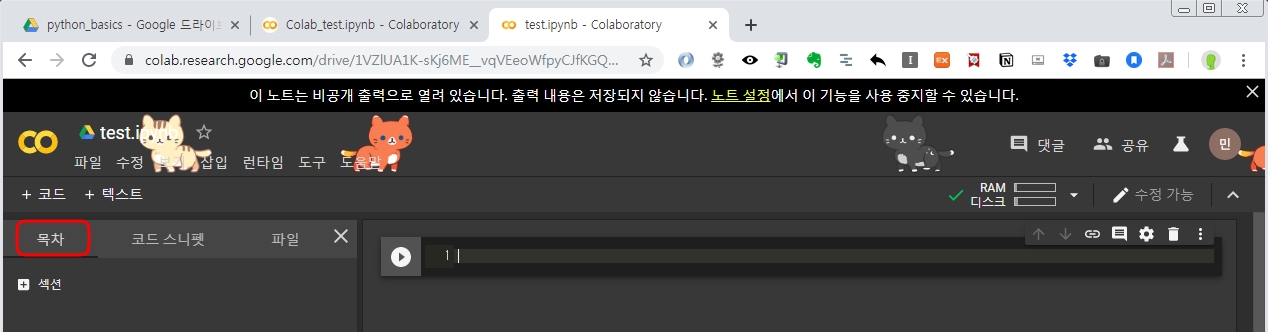 python_basics - Google 드라이브
Colab_test.ipynb - Colaboratory
test.ipynb - Colaboratory
colab.research.google.com/drive/1VZlUA1K-sKj6ME__vqVEeoWfpyCJfKGQ...
이 노트는 비공개 출력으로 열려 있습니다. 출력 내용은 저장되지 않습니다. 노트 설정에서 이 기능을 사용 중지할 수 있습니다.
test.ipynb
댓글 공유 민
파일 수정 보기 삽입 런타임 도구 도움말
+ 코드 + 텍스트
RAM
디스크
수정 가능
목차 코드 스니펫 파일
1
섹션